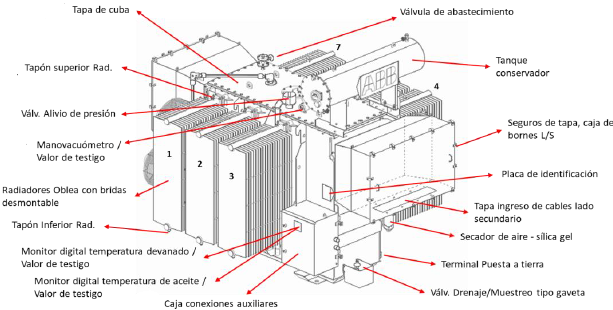 Tapa de cuba
Válvula de abastecimiento
7
Tapón superior Rad.
Tanque
conservador
4
Válv. Alivio de presión
Seguros de tapa, caja de
bornes L/S
Manovacuómetro /
Valor de testigo
1
2
3
Placa de identificación
Radiadores Oblea con bridas
desmontable
Tapa ingreso de cables lado
secundario
Tapón Inferior Rad.
Secador de aire - sílica gel
Monitor digital temperatura devanado /
Valor de testigo
Terminal Puesta a tierra
Monitor digital temperatura de aceite /
Valor de testigo
Válv. Drenaje/Muestreo tipo gaveta
Caja conexiones auxiliares